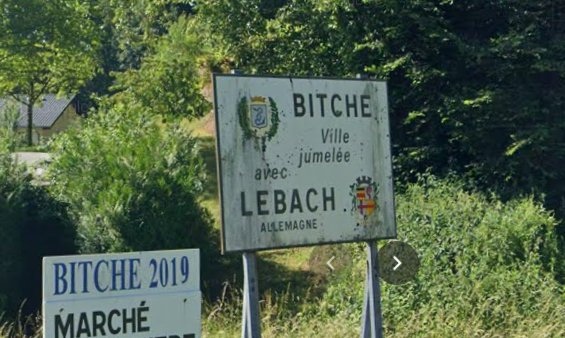 BITCHE
Ville
jumelée
avec
LEBACH
ALLEMAGNE
BITCHE 2019
MARCHÉ